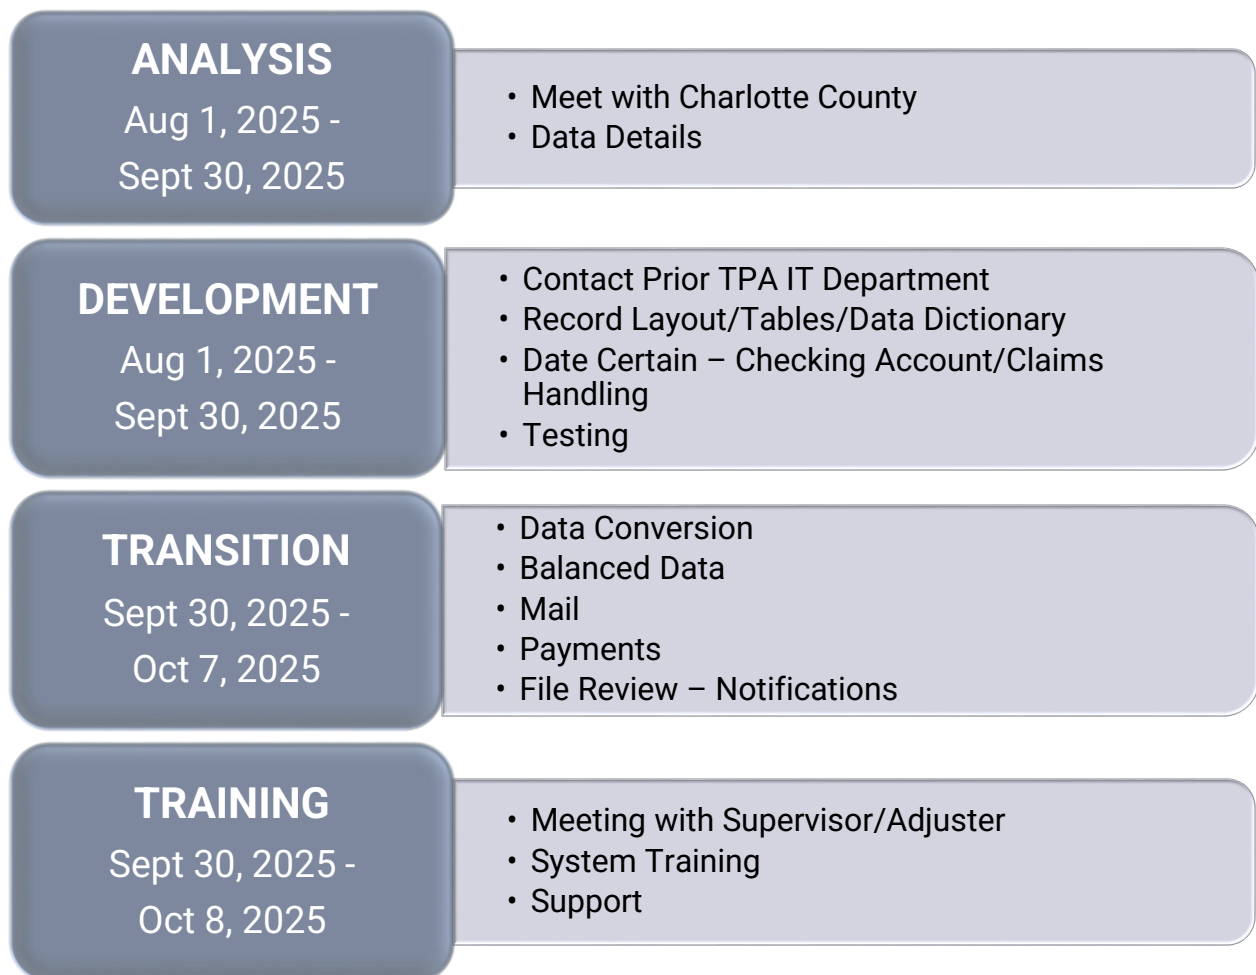 ANALYSIS
Aug 1, 2025 -
Sept 30, 2025
• Meet with Charlotte County
• Data Details
DEVELOPMENT
Aug 1, 2025 -
Sept 30, 2025
• Contact Prior TPA IT Department
• Record Layout/Tables/Data Dictionary
• Date Certain – Checking Account/Claims
Handling
• Testing
TRANSITION
Sept 30, 2025 -
Oct 7, 2025
• Data Conversion
• Balanced Data
• Mail
• Payments
• File Review – Notifications
TRAINING
Sept 30, 2025 -
Oct 8, 2025
• Meeting with Supervisor/Adjuster
• System Training
• Support